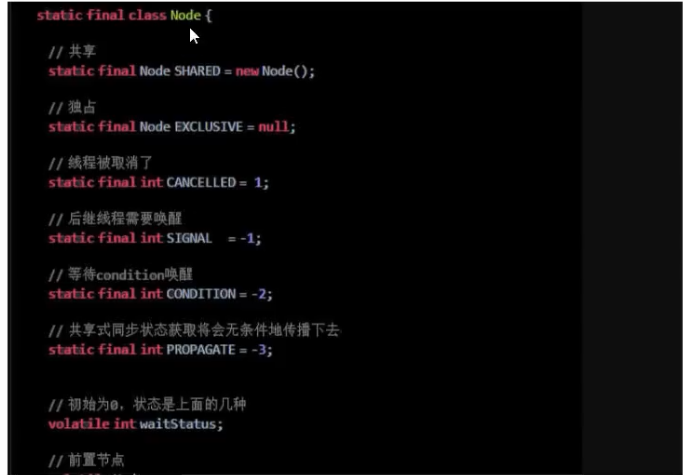 static final class Node {
// 共享
static final Node SHARED = new Node();
// 独占
static final Node EXCLUSIVE = null;
// 线程被取消了
static final int CANCELLED = 1;
// 后继线程需要唤醒
static final int SIGNAL = -1;
// 等待condition唤醒
static final int CONDITION = -2;
// 共享式同步状态获取将会无条件地传播下去
static final int PROPAGATE = -3;
// 初始为0，状态是上面的几种
volatile int waitStatus;
// 前置节点